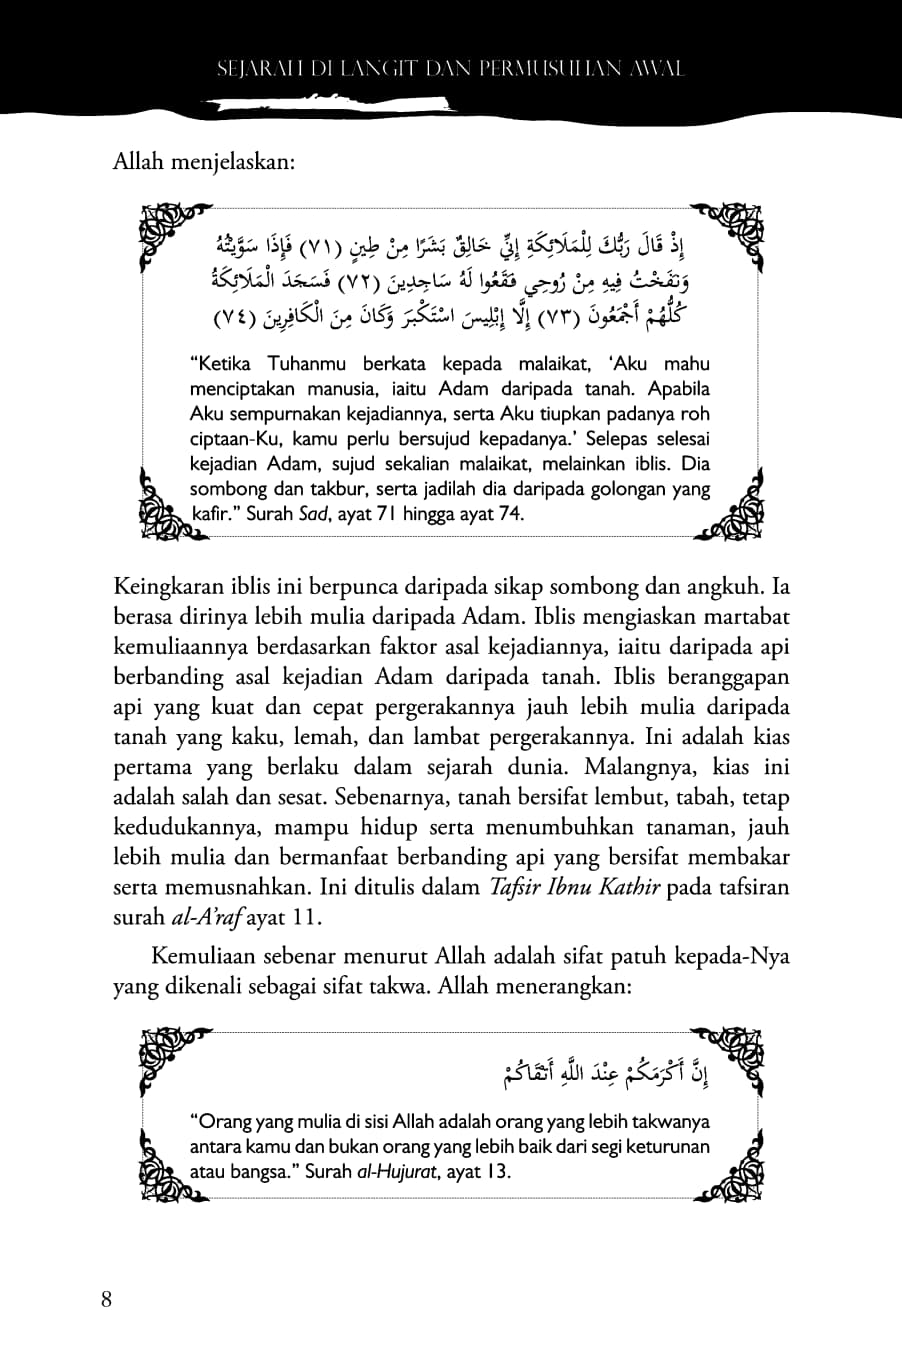 SEJARAH DI LANGIT DAN PERMUSUHAN AWAL
Allah menjelaskan:
إِذْ قَالَ رَبُّكَ لِلْمَلَائِكَةِ إِنِّي خَالِقٌ بَشَرًا مِنْ طِينٍ (٧١) فَإِذَا سَوَّيْتُهُ
وَنَفَخْتُ فِيهِ مِنْ رُوحِي فَقَعُوا لَهُ سَاجِدِينَ (٧٢) فَسَجَدَ الْمَلَائِكَةُ
كُلُّهُمْ أَجْمَعُونَ (٧٣) إِلَّا إِبْلِيسَ اسْتَكْبَرَ وَكَانَ مِنَ الْكَافِرِينَ (٧٤)
“Ketika Tuhanmu berkata kepada malaikat, ‘Aku mahu
menciptakan manusia, iaitu Adam daripada tanah. Apabila
Aku sempurnakan kejadiannya, serta Aku tiupkan padanya roh
ciptaan-Ku, kamu perlu bersujud kepadanya.’ Selepas selesai
kejadian Adam, sujud sekalian malaikat, melainkan iblis. Dia
sombong dan takbur, serta jadilah dia daripada golongan yang
kafir.” Surah Sad, ayat 71 hingga ayat 74.
Keingkaran iblis ini berpunca daripada sikap sombong dan angkuh. Ia
berasa dirinya lebih mulia daripada Adam. Iblis mengiaskan martabat
kemuliaannya berdasarkan faktor asal kejadiannya, iaitu daripada api
berbanding asal kejadian Adam daripada tanah. Iblis beranggapan
api yang kuat dan cepat pergerakannya jauh lebih mulia daripada
tanah yang kaku, lemah, dan lambat pergerakannya. Ini adalah kias
pertama yang berlaku dalam sejarah dunia. Malangnya, kias ini
adalah salah dan sesat. Sebenarnya, tanah bersifat lembut, tabah, tetap
kedudukannya, mampu hidup serta menumbuhkan tanaman, jauh
lebih mulia dan bermanfaat berbanding api yang bersifat membakar
serta memusnahkan. Ini ditulis dalam Tafsir Ibnu Kathir pada tafsiran
surah al-A’raf ayat 11.
Kemuliaan sebenar menurut Allah adalah sifat patuh kepada-Nya
yang dikenali sebagai sifat takwa. Allah menerangkan:
إِنَّ أَكْرَمَكُمْ عِنْدَ اللَّهِ أَتْقَاكُمْ
“Orang yang mulia di sisi Allah adalah orang yang lebih takwanya
antara kamu dan bukan orang yang lebih baik dari segi keturunan
atau bangsa.” Surah al-Hujurat, ayat 13.
8